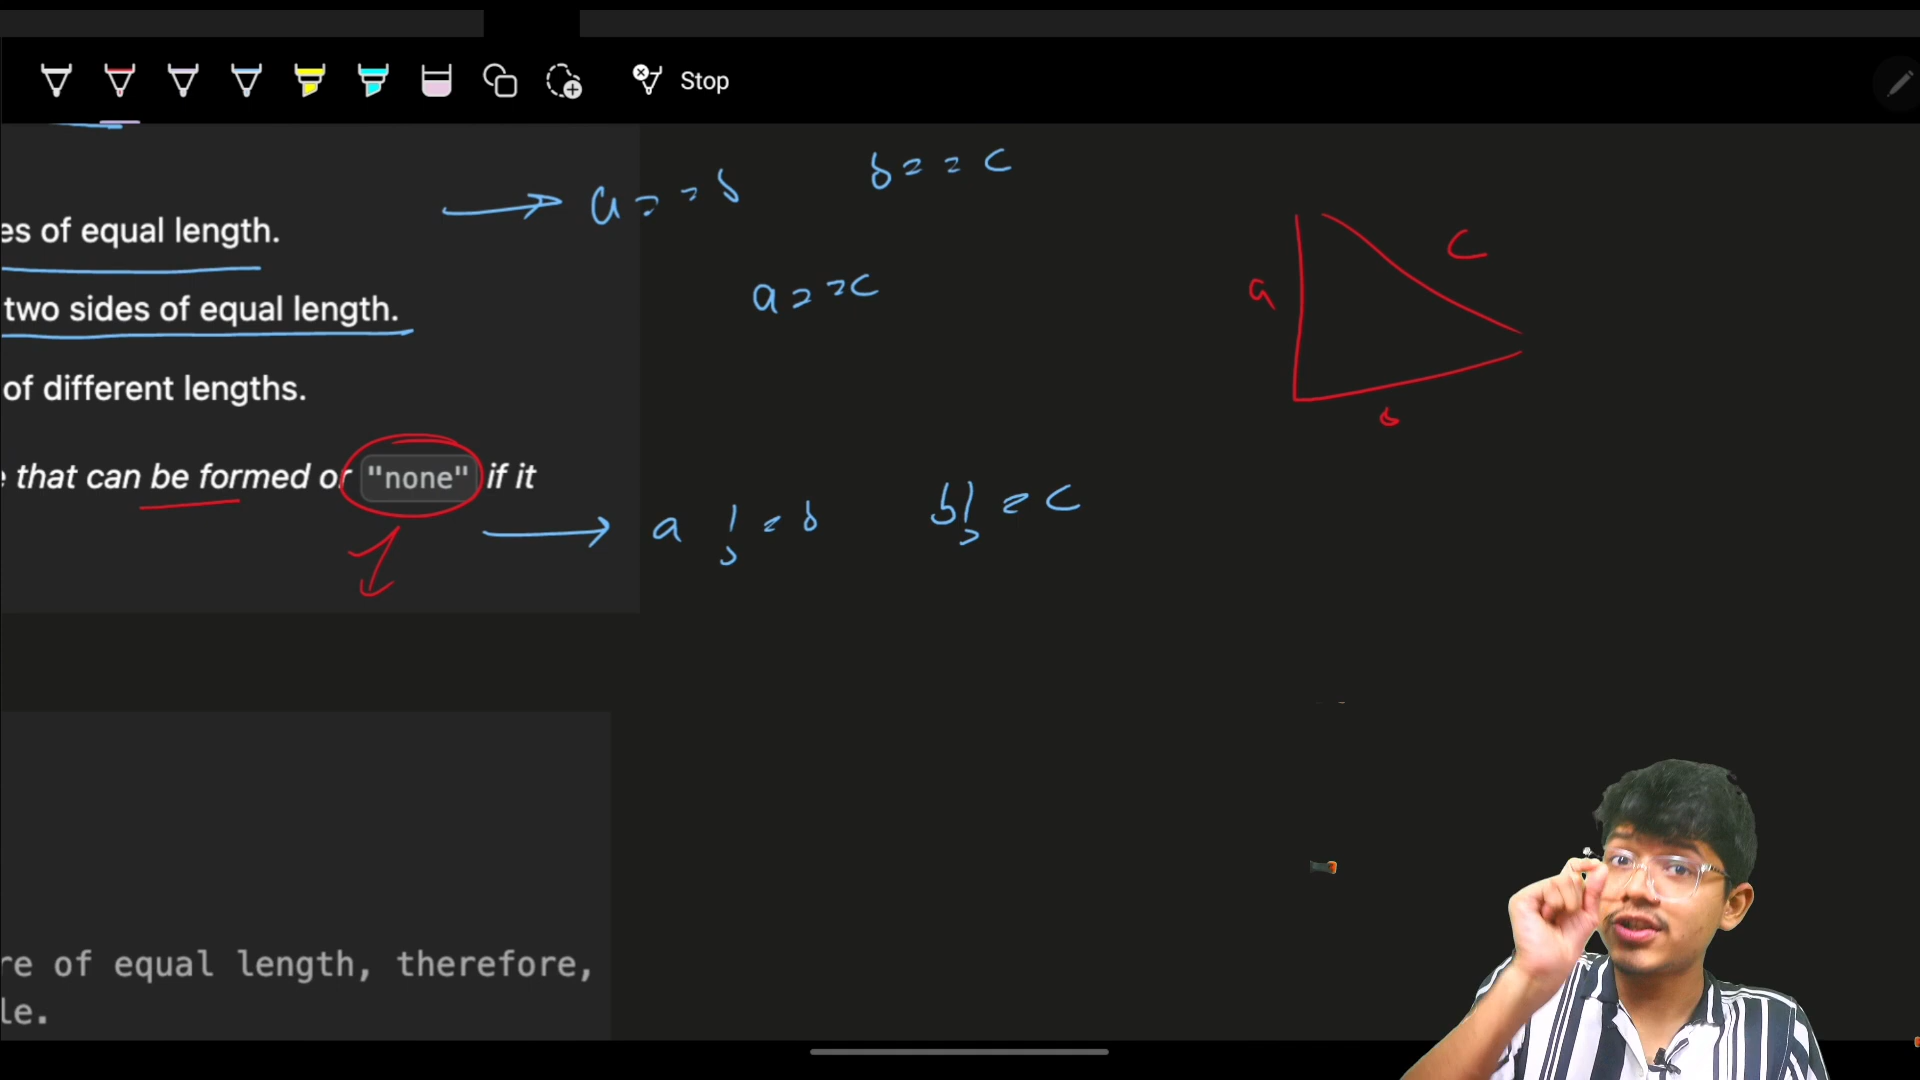 Stop
a == b
b == c
es of equal length.
a == c
two sides of equal length.
of different lengths.
that can be formed or "none" if it
a != b
b != c
c
a
b
re of equal length, therefore,
le.